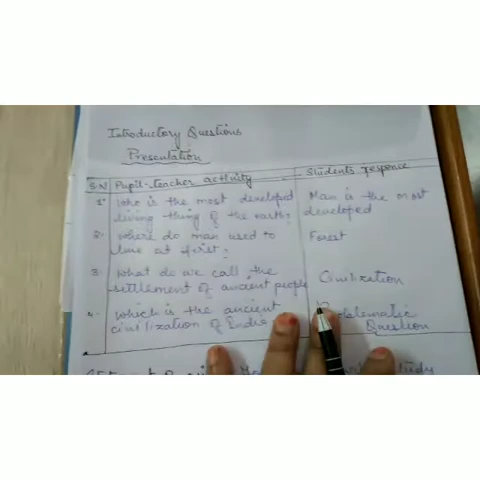 Introductory Questions
Presentation
S.N Pupil-teacher activity Students responce
1. Who is the most developed Man is the most
living thing of the earth? developed
2. where do man used to Forest
live at first?
3. What do we call the Civilization
settlement of ancient people
4. Which is the ancient Problematic
civilization of India Question